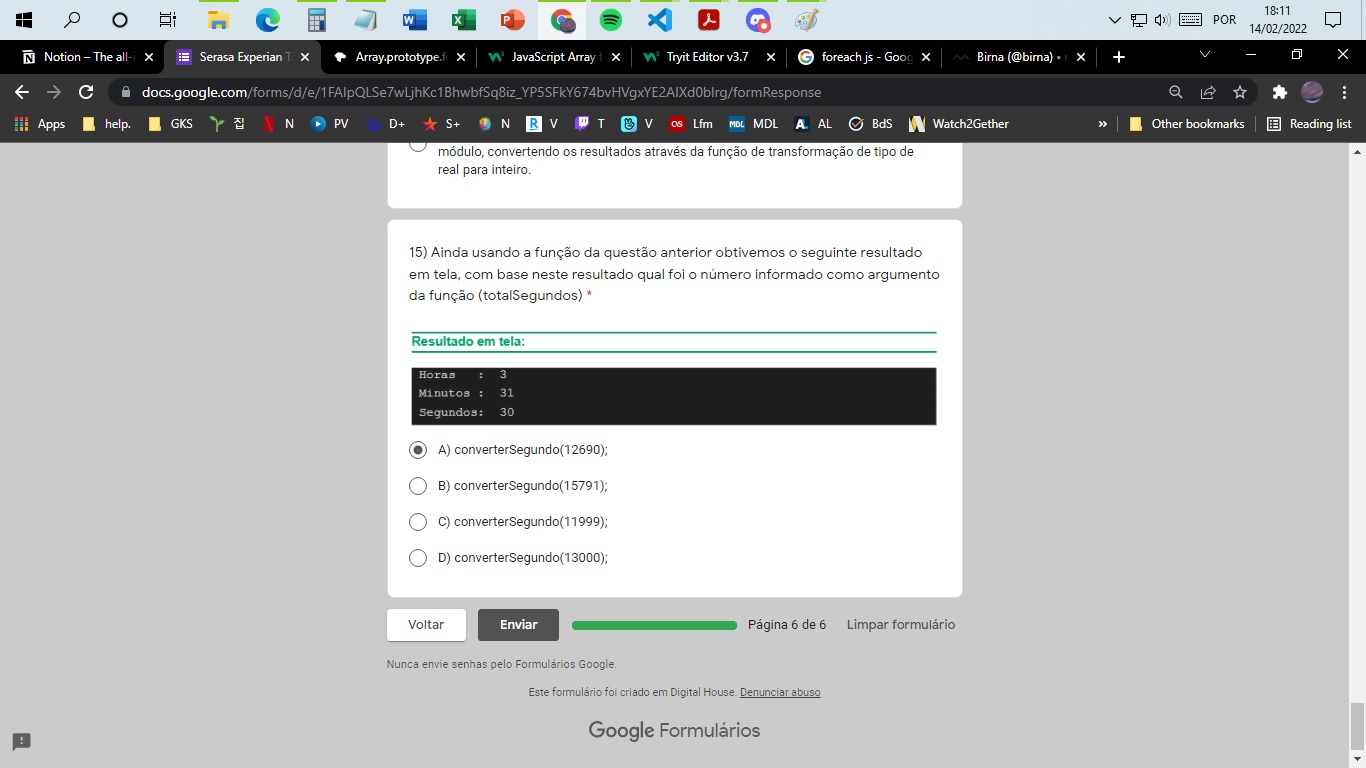 18:11
POR
14/02/2022
Notion – The all-i
Serasa Experian T
Array.prototype.f
JavaScript Array f
Tryit Editor v3.7
foreach js - Goog
Birna (@birna) •
docs.google.com/forms/d/e/1FAIpQLSe7wLjhKc1BhwbfSq8iz_YP5SFkY674bvHVgxYE2AIXd0bIrg/formResponse
Apps help. GKS 집 N PV D+ S+ N V T V Lfm MDL AL BdS Watch2Gether » Other bookmarks Reading list
módulo, convertendo os resultados através da função de transformação de tipo de
real para inteiro.
15) Ainda usando a função da questão anterior obtivemos o seguinte resultado
em tela, com base neste resultado qual foi o número informado como argumento
da função (totalSegundos) *
Resultado em tela:
Horas : 3
Minutos : 31
Segundos: 30
A) converterSegundo(12690);
B) converterSegundo(15791);
C) converterSegundo(11999);
D) converterSegundo(13000);
Voltar Enviar Página 6 de 6 Limpar formulário
Nunca envie senhas pelo Formulários Google.
Este formulário foi criado em Digital House. Denunciar abuso
Google Formulários